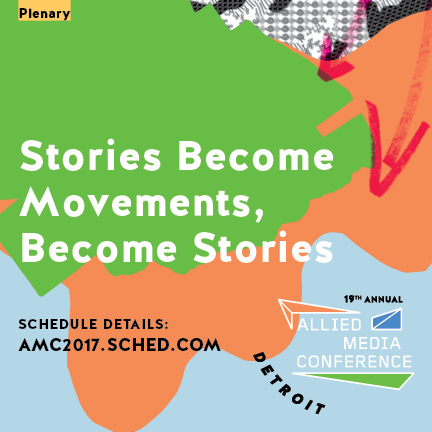 Plenary
Stories Become
Movements,
Become Stories
SCHEDULE DETAILS:
AMC2017.SCHED.COM
19TH ANNUAL
ALLIED
MEDIA
CONFERENCE
DETROIT